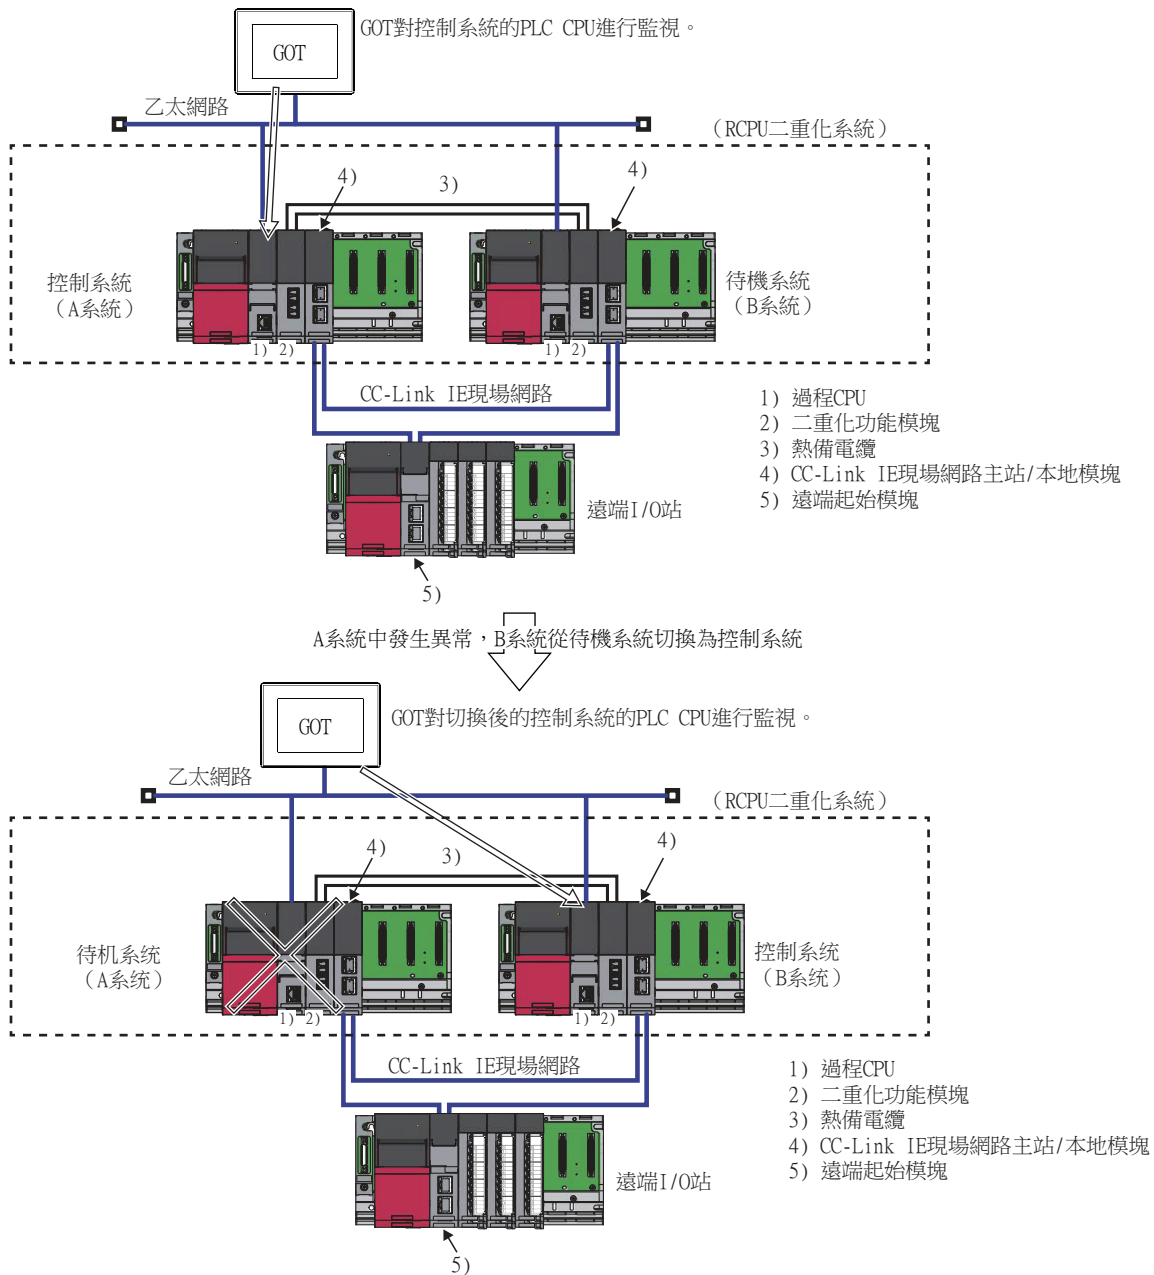 GOT對控制系統的PLC CPU進行監視。
GOT
乙太網路
（RCPU二重化系統）
4)
3)
4)
控制系統
（A系統）
待機系統
（B系統）
1) 2)
1) 2)
CC-Link IE現場網路
1) 過程CPU
2) 二重化功能模塊
3) 熱備電纜
4) CC-Link IE現場網路主站/本地模塊
5) 遠端起始模塊
遠端I/O站
5)
A系統中發生異常，B系統從待機系統切換為控制系統
GOT對切換後的控制系統的PLC CPU進行監視。
GOT
乙太網路
（RCPU二重化系統）
4)
3)
4)
待机系统
（A系统）
控制系統
（B系統）
1) 2)
1) 2)
CC-Link IE現場網路
1) 過程CPU
2) 二重化功能模塊
3) 熱備電纜
4) CC-Link IE現場網路主站/本地模塊
5) 遠端起始模塊
遠端I/O站
5)